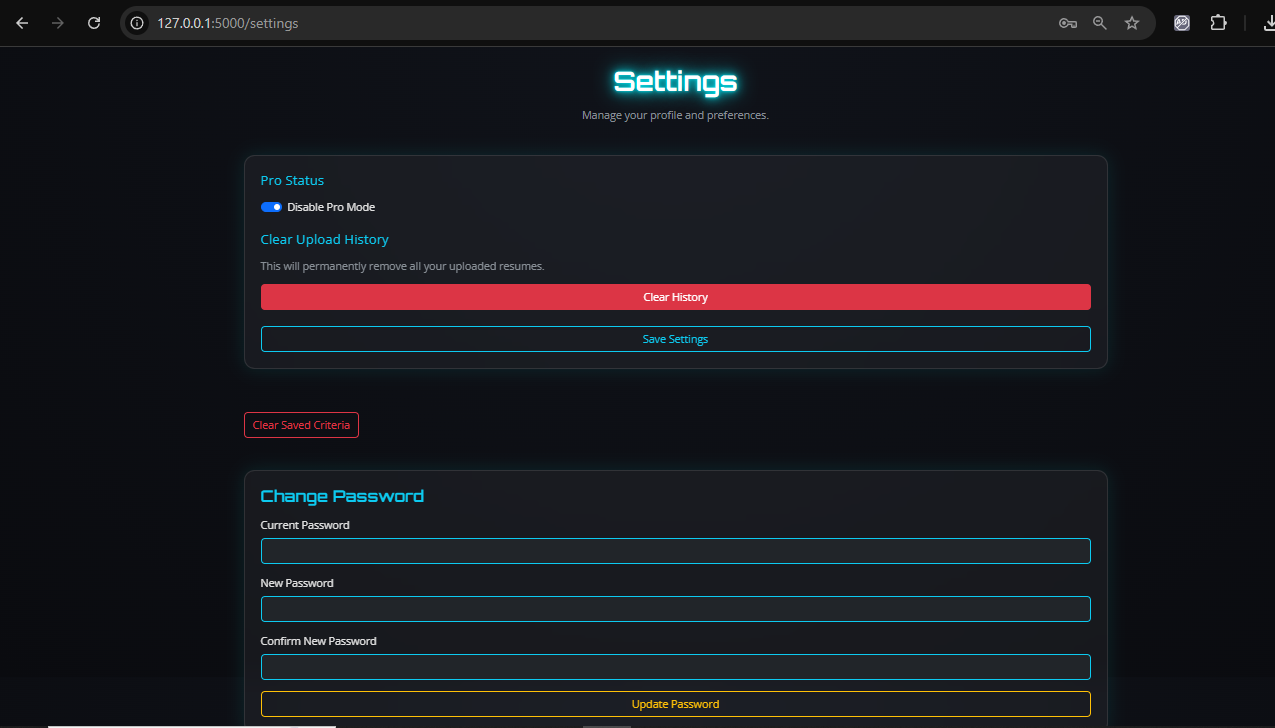 127.0.0.1:5000/settings
Settings
Manage your profile and preferences.
Pro Status
Disable Pro Mode
Clear Upload History
This will permanently remove all your uploaded resumes.
Clear History
Save Settings
Clear Saved Criteria
Change Password
Current Password
New Password
Confirm New Password
Update Password